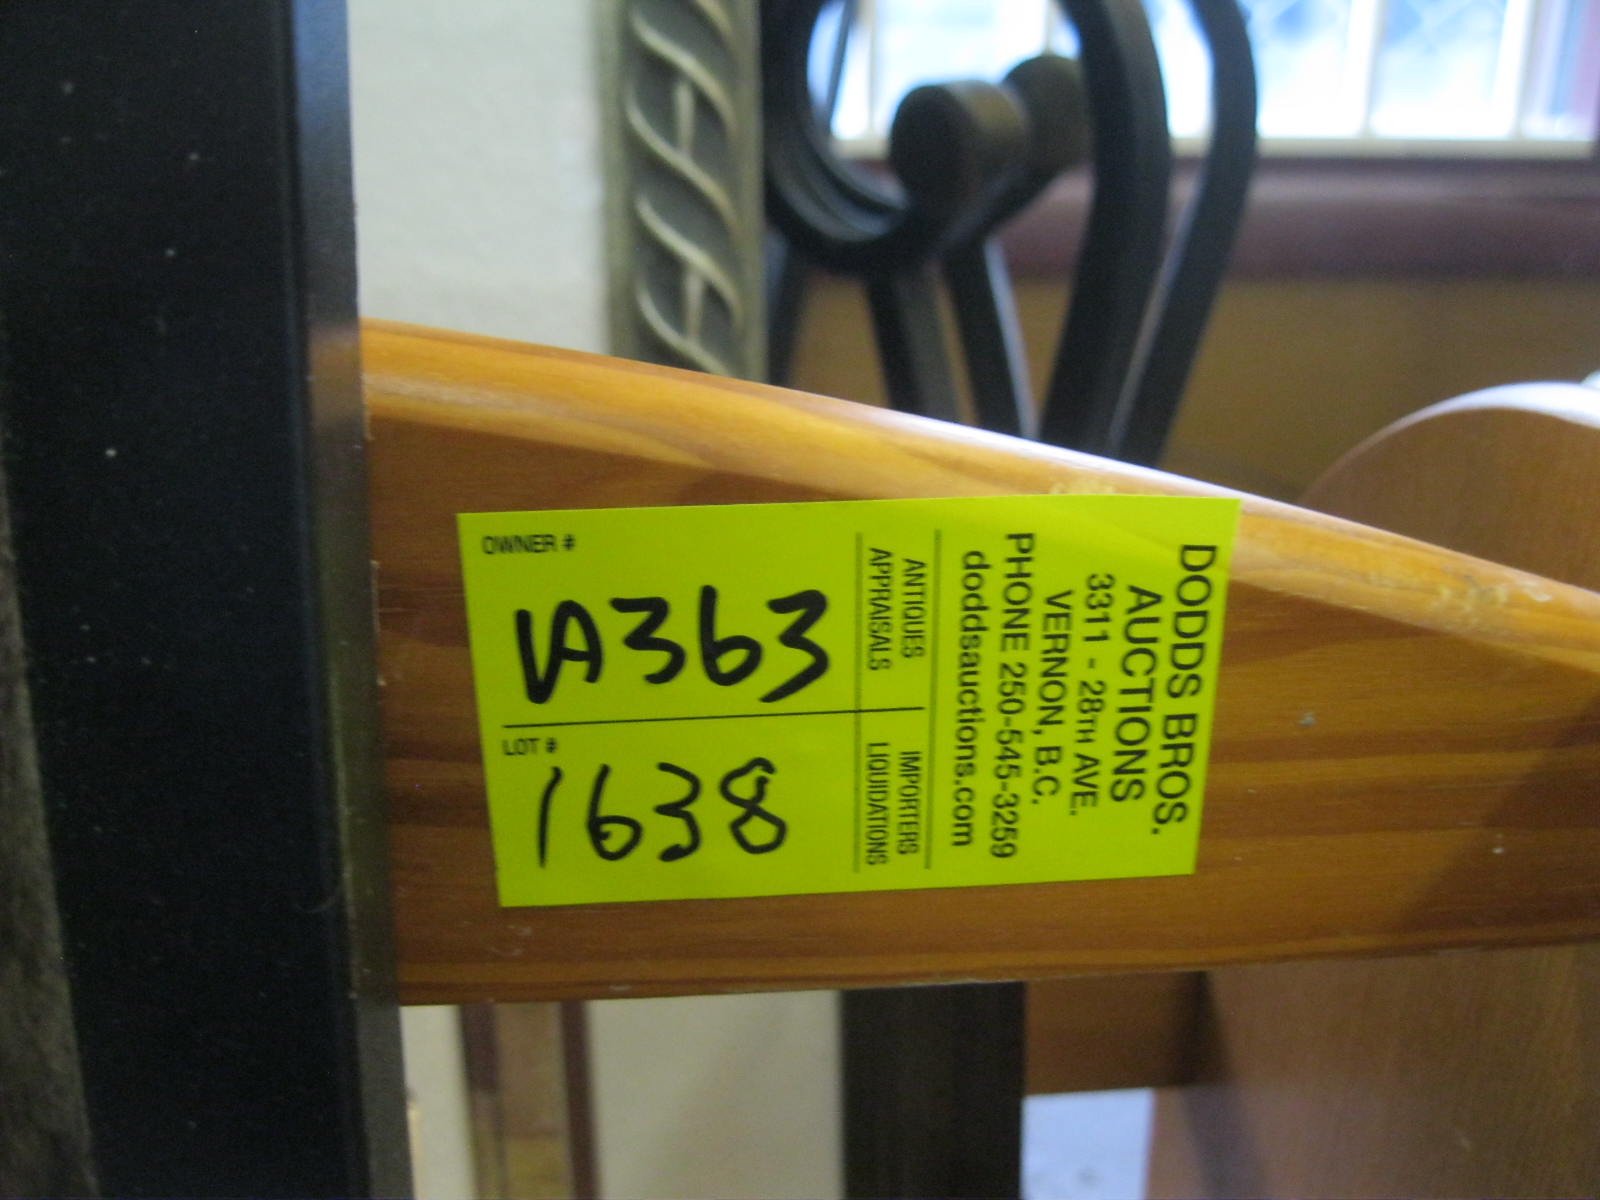 DODDS BROS.
AUCTIONS
3311 - 28TH AVE.
VERNON, B.C.
PHONE 250-545-3259
doddsauctions.com
ANTIQUES
APPRAISALS
IMPORTERS
LIQUIDATIONS
OWNER #
VA363
LOT #
1638